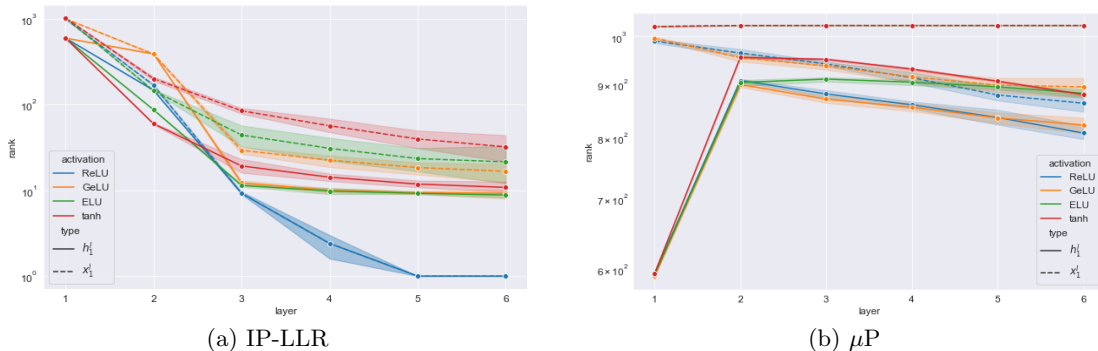 10³
10²
10¹
10⁰
rank
activation
ReLU
GeLU
ELU
tanh
type
h₁ˡ
x₁ˡ
1 2 3 4 5 6
layer
(a) IP-LLR
10³
9 × 10²
8 × 10²
7 × 10²
6 × 10²
rank
activation
ReLU
GeLU
ELU
tanh
type
h₁ˡ
x₁ˡ
1 2 3 4 5 6
layer
(b) μP